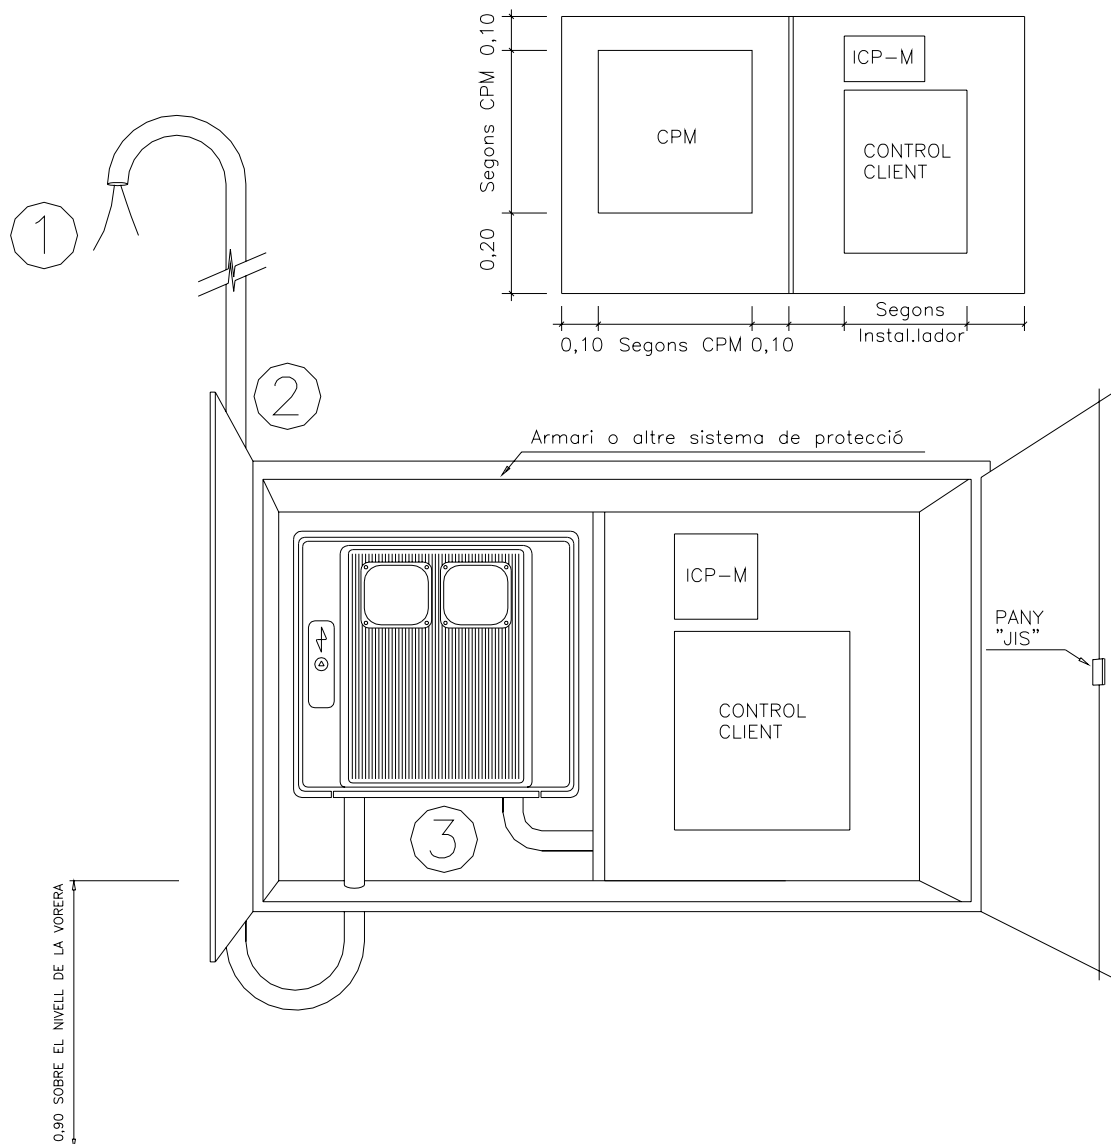 0,10
Segons CPM
0,20
CPM
ICP-M
CONTROL
CLIENT
0,10 Segons CPM 0,10
Segons
Instal.lador
1
2
Armari o altre sistema de protecció
ICP-M
CONTROL
CLIENT
PANY
"JIS"
3
0,90 SOBRE EL NIVELL DE LA VORERA